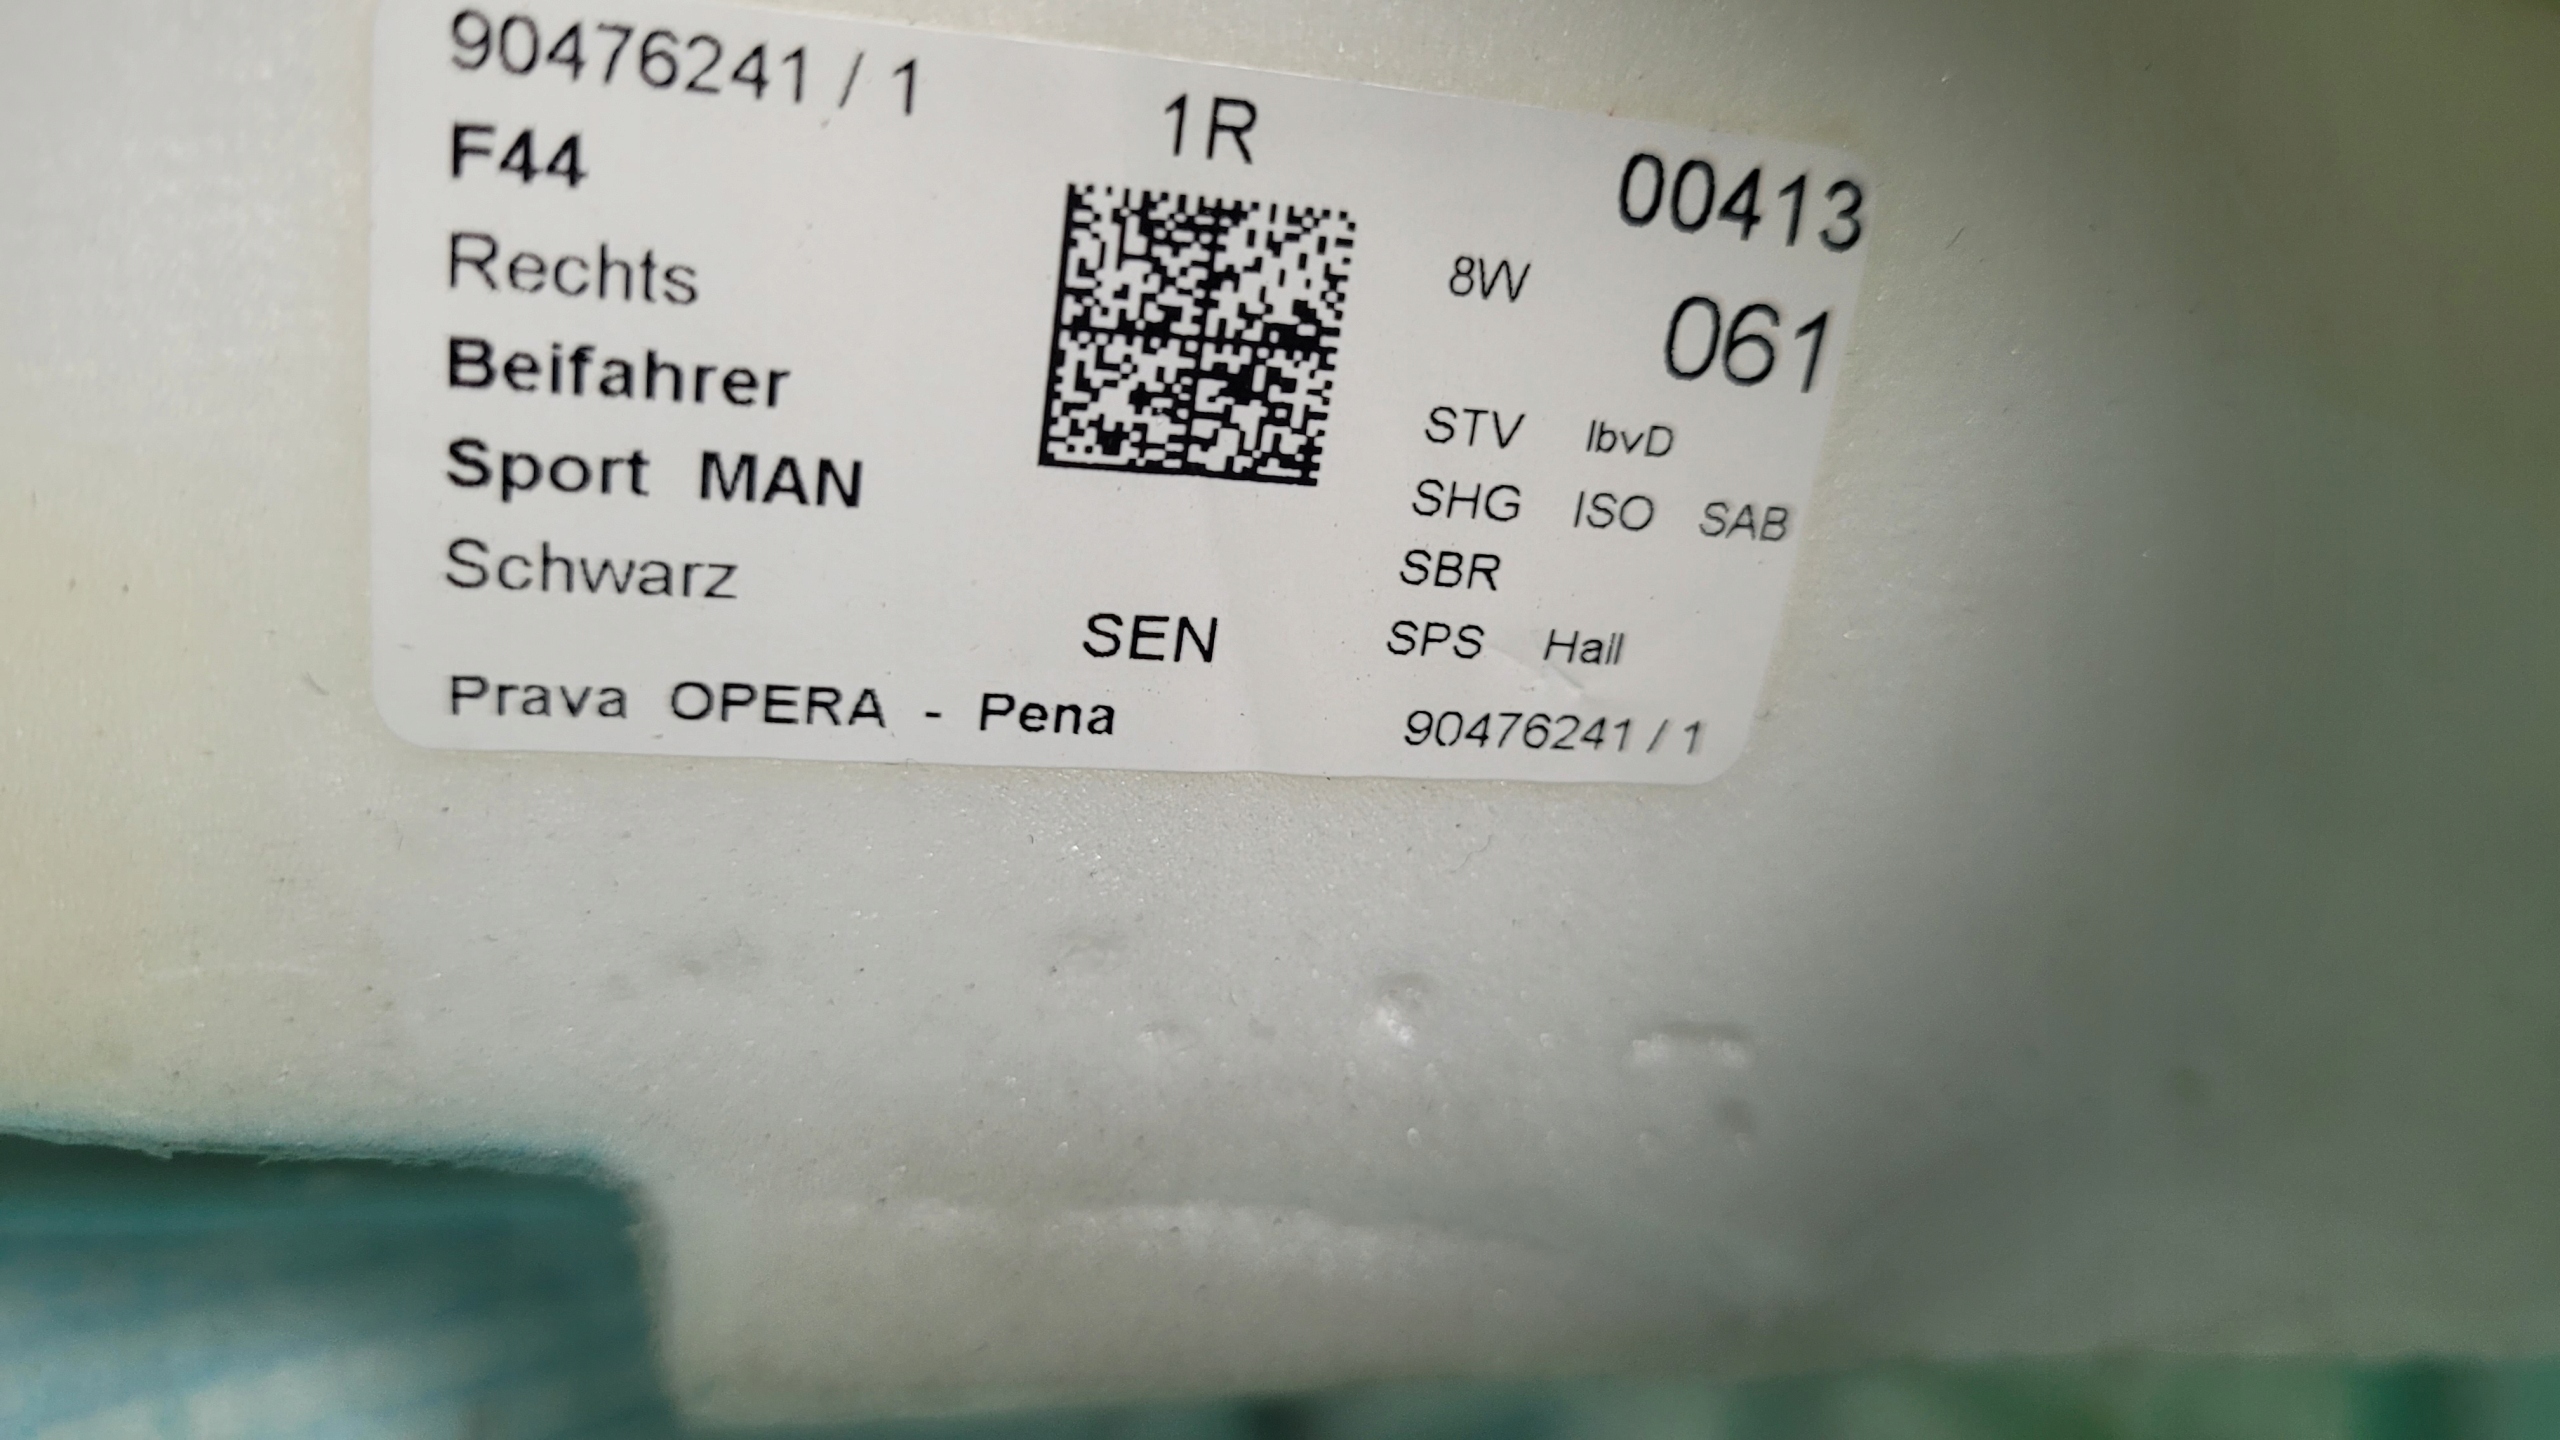 90476241 / 1
1R
00413
F44
8W
Rechts
061
Beifahrer
STV IbvD
Sport MAN
SHG ISO SAB
Schwarz
SBR
SEN
SPS Hall
Prava OPERA - Pena
90476241 / 1